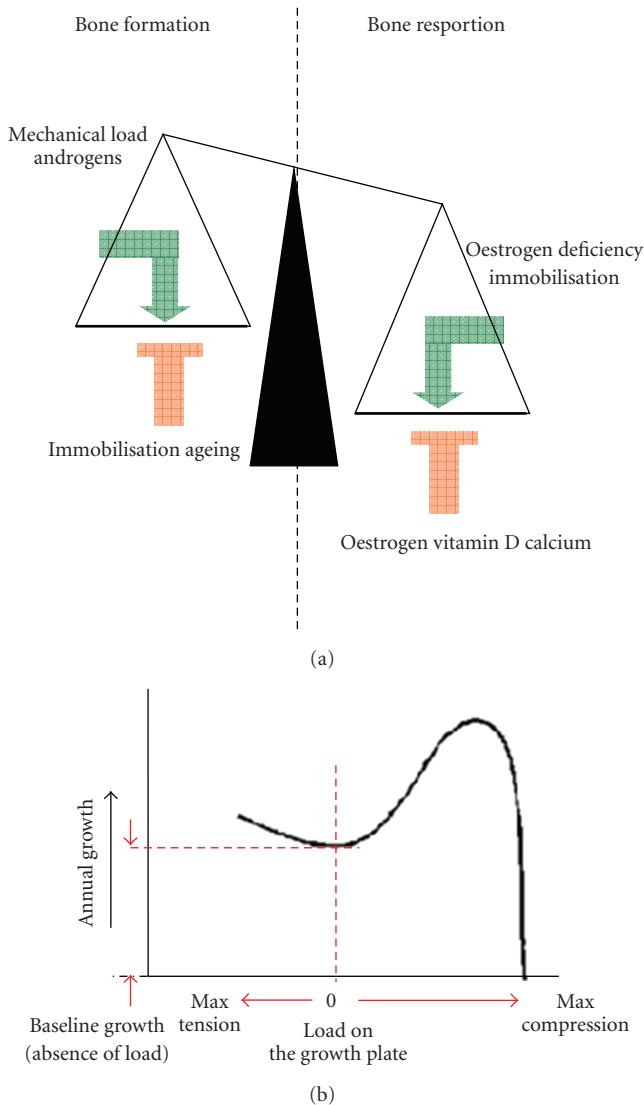 Bone formation
Bone resportion
Mechanical load
androgens
Oestrogen deficiency
immobilisation
Immobilisation ageing
Oestrogen vitamin D calcium
(a)
Annual growth
Baseline growth
(absence of load)
Max
tension
0
Load on
the growth plate
Max
compression
(b)